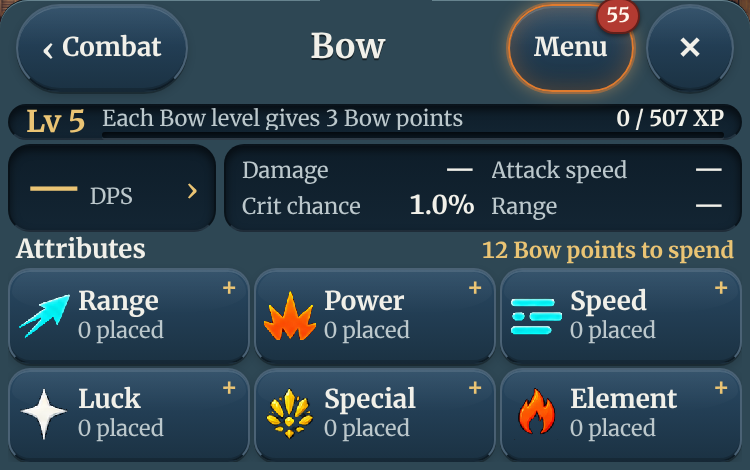 ‹ Combat
Bow
Menu
55
×
Lv 5
Each Bow level gives 3 Bow points
0 / 507 XP
— DPS ›
Damage —
Attack speed —
Crit chance 1.0%
Range —
Attributes
12 Bow points to spend
Range +
0 placed
Power +
0 placed
Speed +
0 placed
Luck +
0 placed
Special +
0 placed
Element +
0 placed